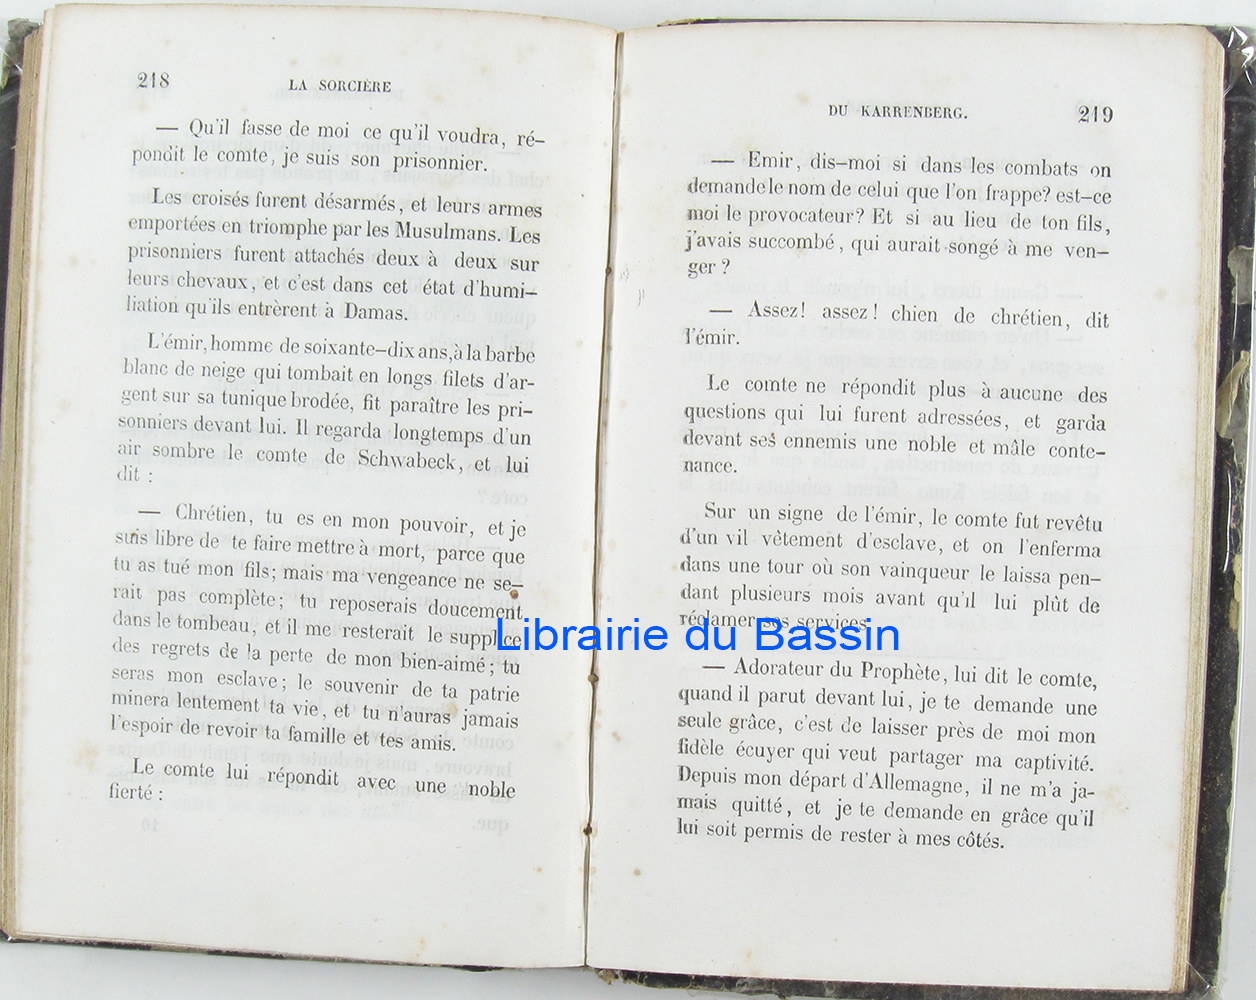 218
LA SORCIÈRE
— Qu'il fasse de moi ce qu'il voudra, ré-
pondit le comte, je suis son prisonnier.
Les croisés furent désarmés, et leurs armes
emportées en triomphe par les Musulmans. Les
prisonniers furent attachés deux à deux sur
leurs chevaux, et c'est dans cet état d'humi-
liation qu'ils entrèrent à Damas.
L'émir, homme de soixante-dix ans, à la barbe
blanc de neige qui tombait en longs filets d'ar-
gent sur sa tunique brodée, fit paraître les pri-
sonniers devant lui. Il regarda longtemps d'un
air sombre le comte de Schwabeck, et lui
dit :
— Chrétien, tu es en mon pouvoir, et je
suis libre de te faire mettre à mort, parce que
tu as tué mon fils; mais ma vengeance ne se-
rait pas complète; tu reposerais doucement
dans le tombeau, et il me resterait le supplice
des regrets de la perte de mon bien-aimé; tu
seras mon esclave; le souvenir de ta patrie
minera lentement ta vie, et tu n'auras jamais
l'espoir de revoir ta famille et tes amis.
Le comte lui répondit avec une noble
fierté :
DU KARRENBERG.
219
— Emir, dis-moi si dans les combats on
demande le nom de celui que l'on frappe? est-ce
moi le provocateur? Et si au lieu de ton fils,
j'avais succombé, qui aurait songé à me ven-
ger ?
— Assez! assez! chien de chrétien, dit
l'émir.
Le comte ne répondit plus à aucune des
questions qui lui furent adressées, et garda
devant ses ennemis une noble et mâle conte-
nance.
Sur un signe de l'émir, le comte fut revêtu
d'un vil vêtement d'esclave, et on l'enferma
dans une tour où son vainqueur le laissa pen-
dant plusieurs mois avant qu'il lui plût de
réclamer ses services.
— Adorateur du Prophète, lui dit le comte,
quand il parut devant lui, je te demande une
seule grâce, c'est de laisser près de moi mon
fidèle écuyer qui veut partager ma captivité.
Depuis mon départ d'Allemagne, il ne m'a ja-
mais quitté, et je te demande en grâce qu'il
lui soit permis de rester à mes côtés.
Librairie du Bassin